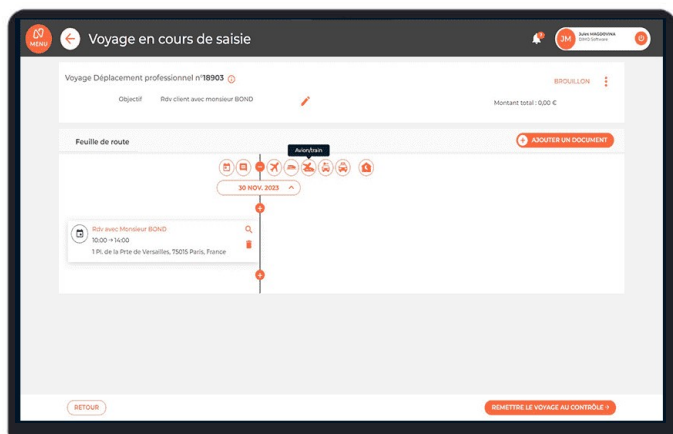 MENU
Voyage en cours de saisie
JM
DIMO Software
Voyage Déplacement professionnel n°18903
BROUILLON
Objectif Rdv client avec monsieur BOND
Montant total : 0,00 €
Feuille de route
AJOUTER UN DOCUMENT
Avion/train
30 NOV. 2023
Rdv avec Monsieur BOND
10:00 → 14:00
1 Pl. de la Prte de Versailles, 75015 Paris, France
RETOUR
REMETTRE LE VOYAGE AU CONTRÔLE